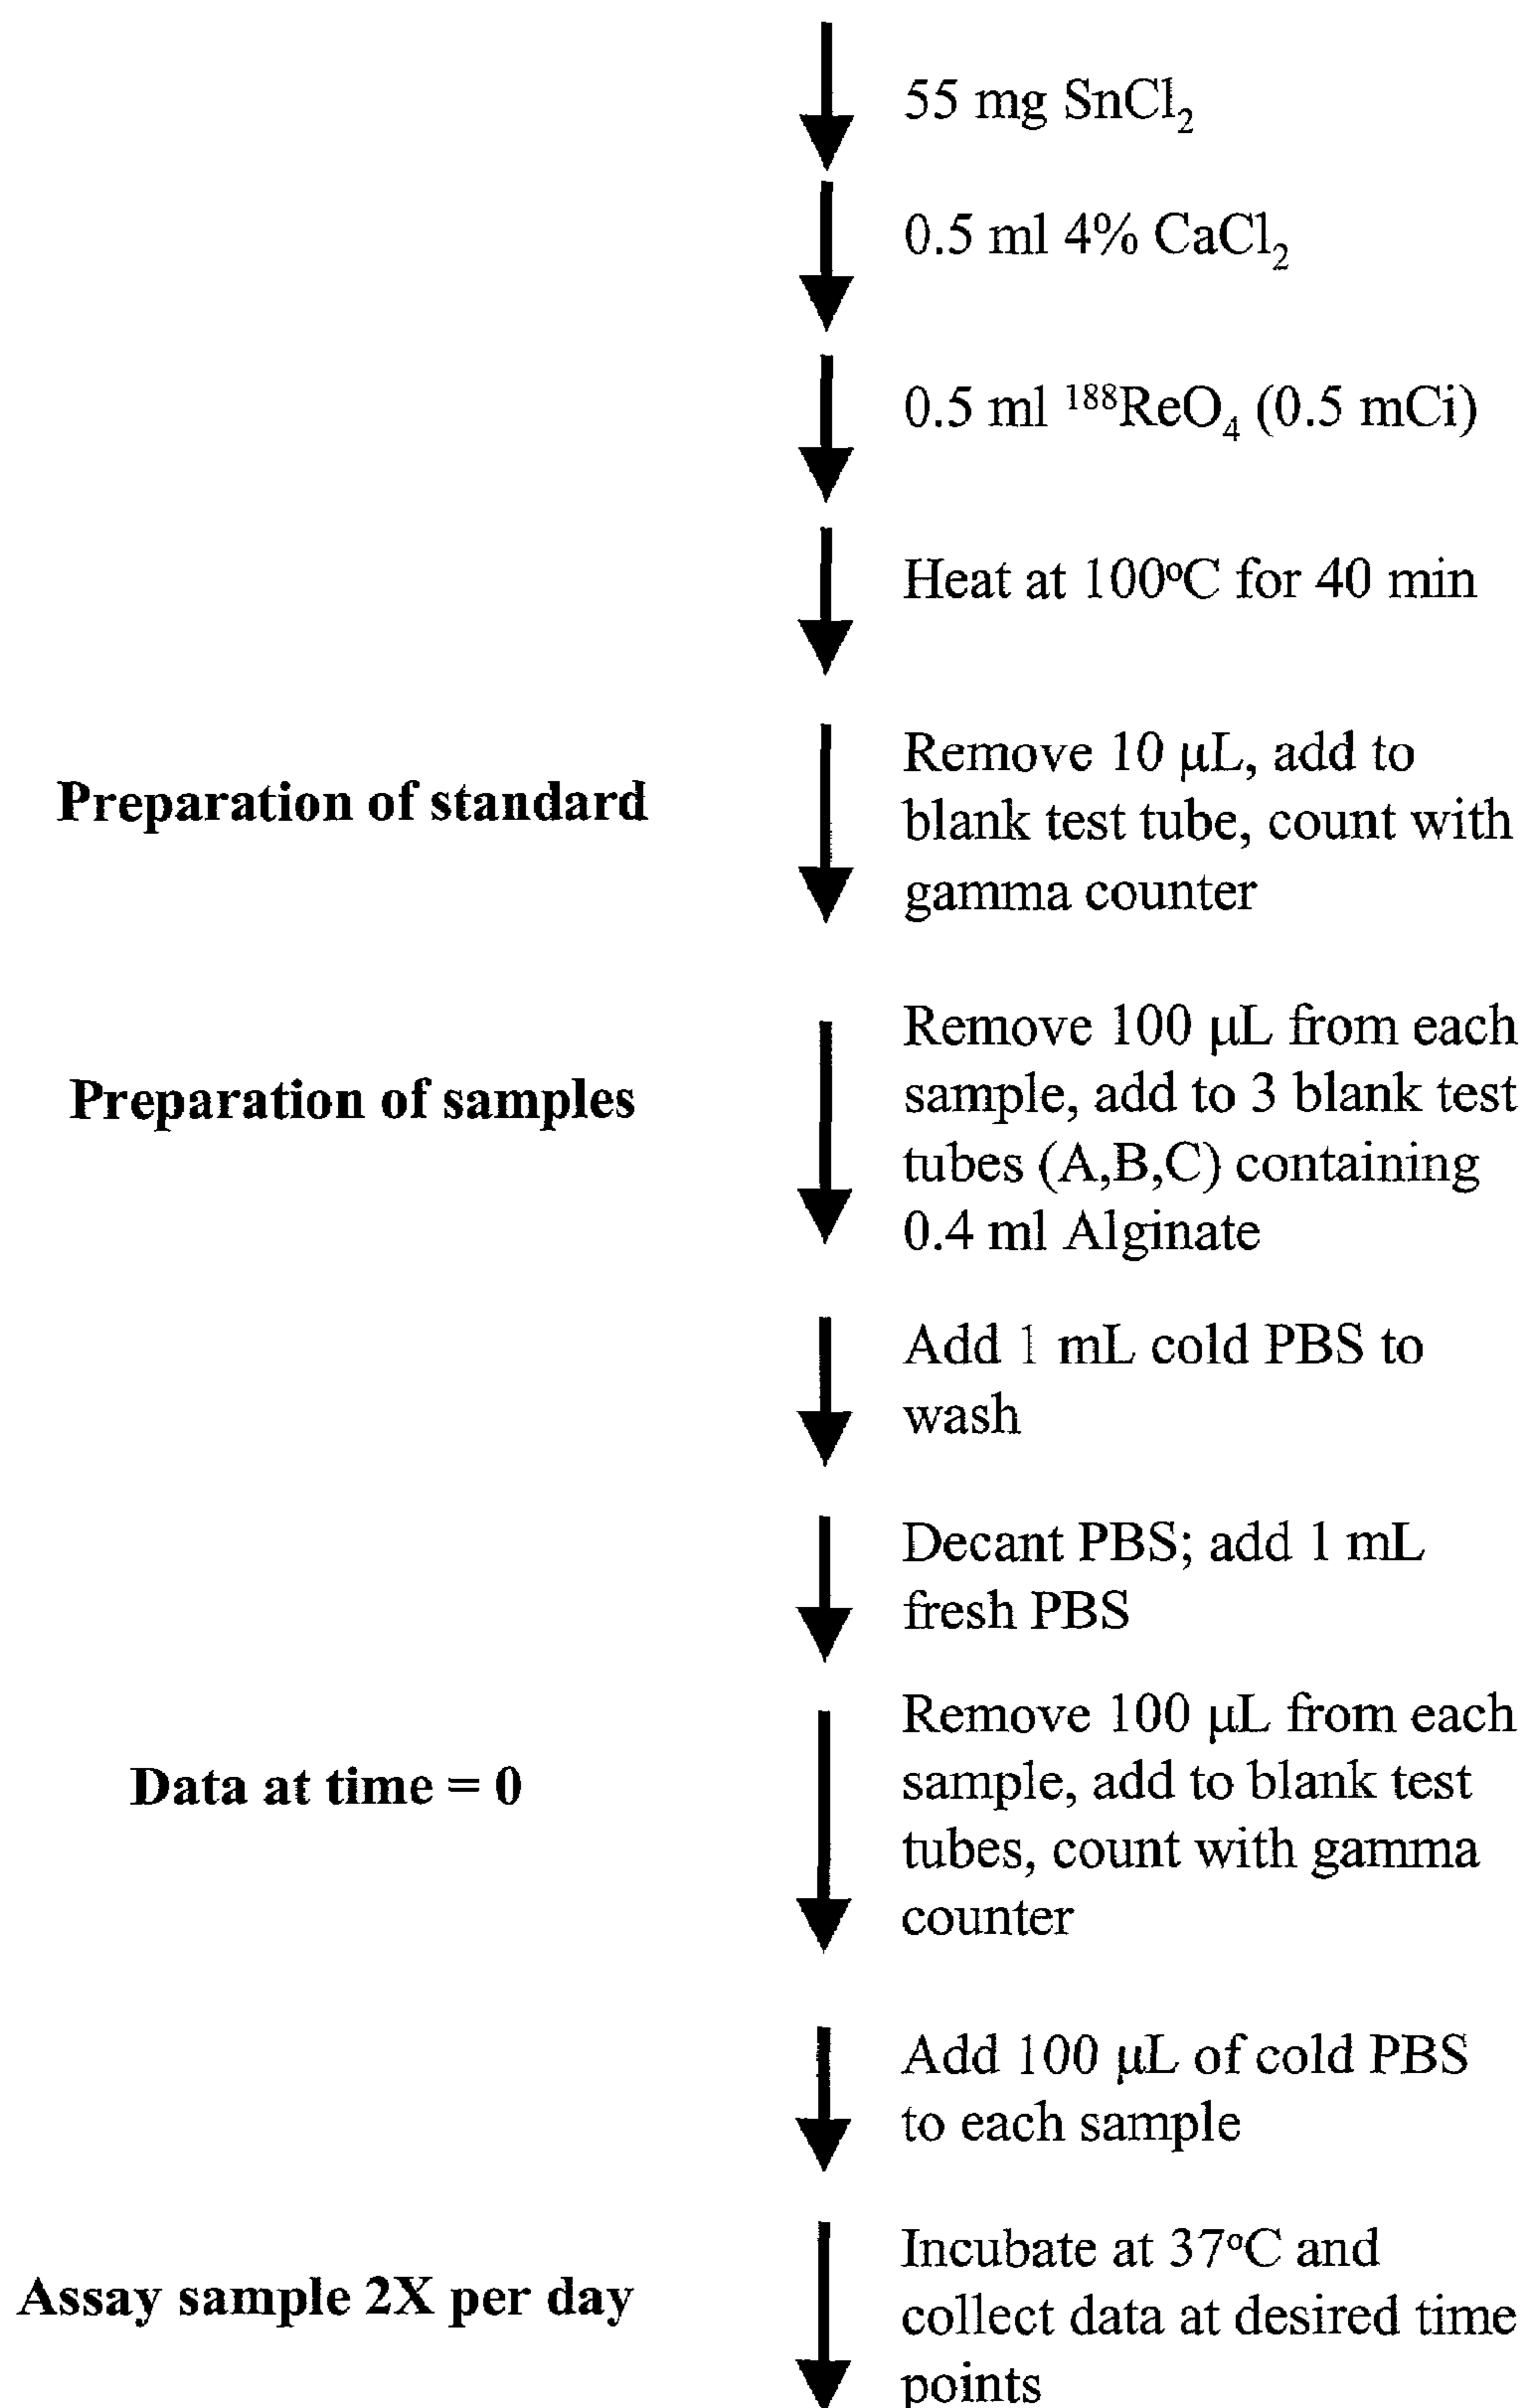 55 mg SnCl₂
0.5 ml 4% CaCl₂
0.5 ml ¹⁸⁸ReO₄ (0.5 mCi)
Heat at 100ºC for 40 min
Preparation of standard
Remove 10 µL, add to
blank test tube, count with
gamma counter
Preparation of samples
Remove 100 µL from each
sample, add to 3 blank test
tubes (A,B,C) containing
0.4 ml Alginate
Add 1 mL cold PBS to
wash
Decant PBS; add 1 mL
fresh PBS
Data at time = 0
Remove 100 µL from each
sample, add to blank test
tubes, count with gamma
counter
Add 100 µL of cold PBS
to each sample
Assay sample 2X per day
Incubate at 37ºC and
collect data at desired time
points